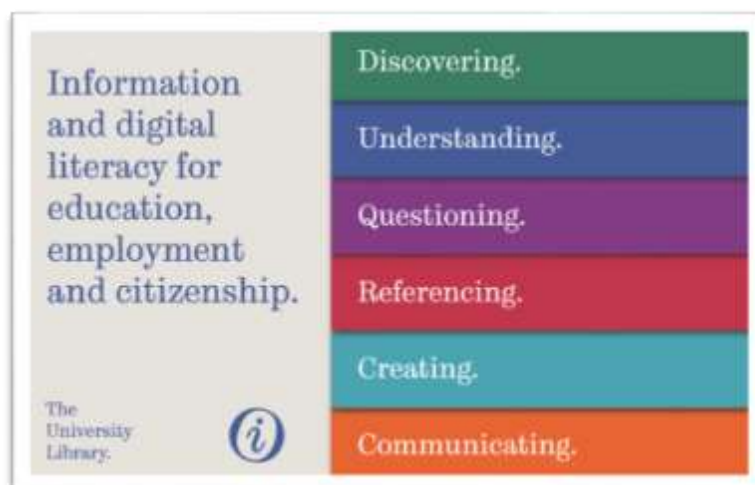 Information
and digital
literacy for
education,
employment
and citizenship.
The
University
Library.
i
Discovering.
Understanding.
Questioning.
Referencing.
Creating.
Communicating.